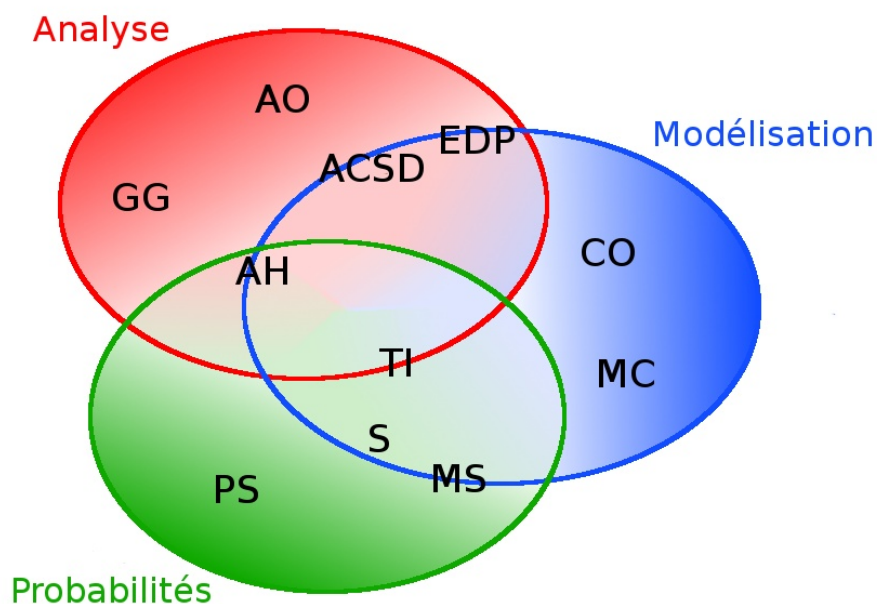 Analyse
AO
Modélisation
EDP
ACSD
GG
CO
AH
TI
MC
S
MS
PS
Probabilités